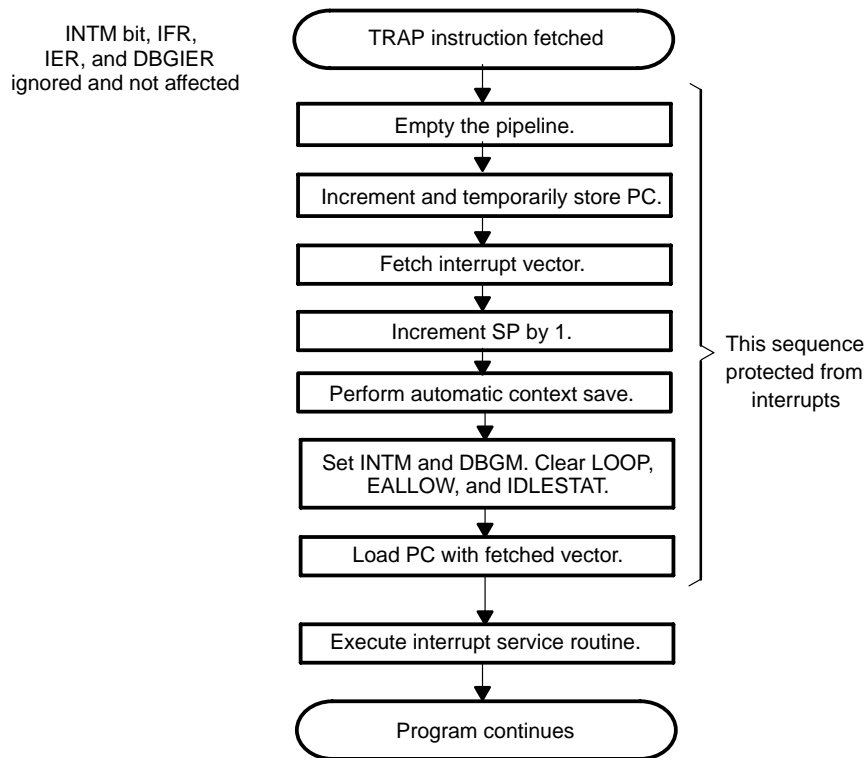 INTM bit, IFR,
IER, and DBGIER
ignored and not affected
TRAP instruction fetched
Empty the pipeline.
Increment and temporarily store PC.
Fetch interrupt vector.
Increment SP by 1.
Perform automatic context save.
Set INTM and DBGM. Clear LOOP,
EALLOW, and IDLESTAT.
Load PC with fetched vector.
This sequence
protected from
interrupts
Execute interrupt service routine.
Program continues